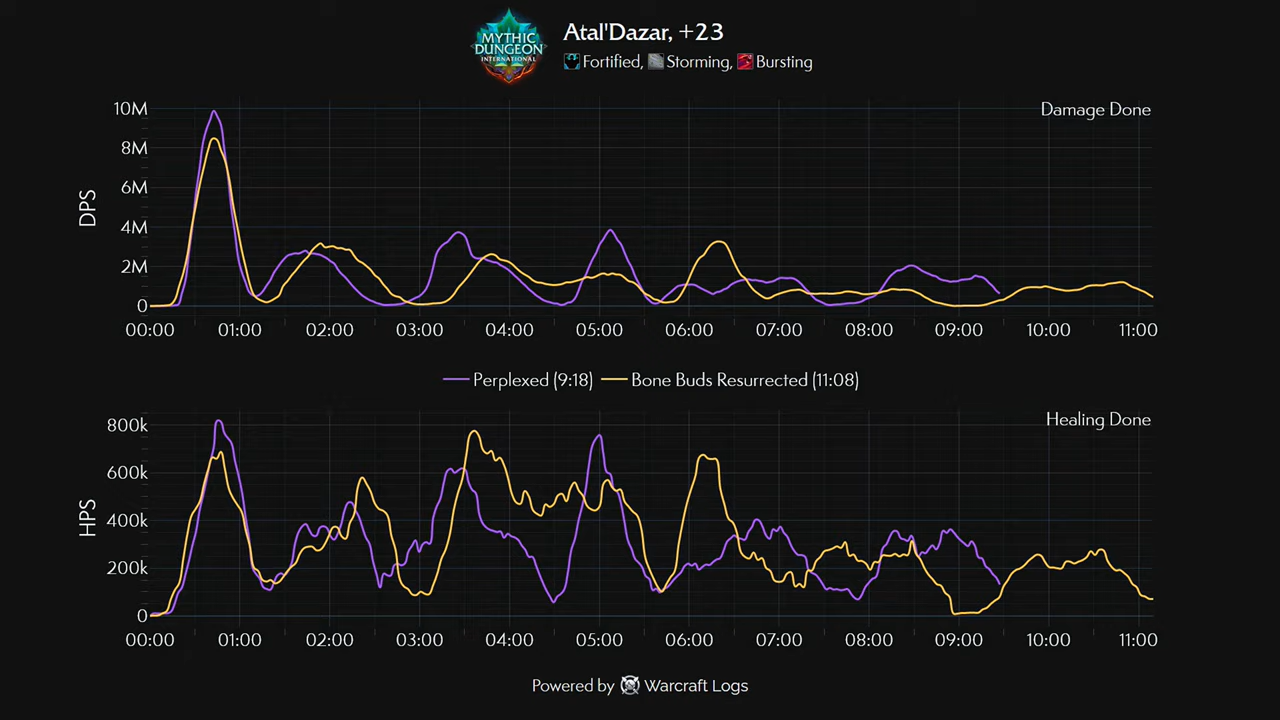 MYTHIC
DUNGEON
INTERNATIONAL
Atal'Dazar, +23
Fortified, Storming, Bursting
Damage Done
DPS
10M
8M
6M
4M
2M
0
00:00 01:00 02:00 03:00 04:00 05:00 06:00 07:00 08:00 09:00 10:00 11:00
Perplexed (9:18) Bone Buds Resurrected (11:08)
Healing Done
HPS
800k
600k
400k
200k
0
00:00 01:00 02:00 03:00 04:00 05:00 06:00 07:00 08:00 09:00 10:00 11:00
Powered by Warcraft Logs